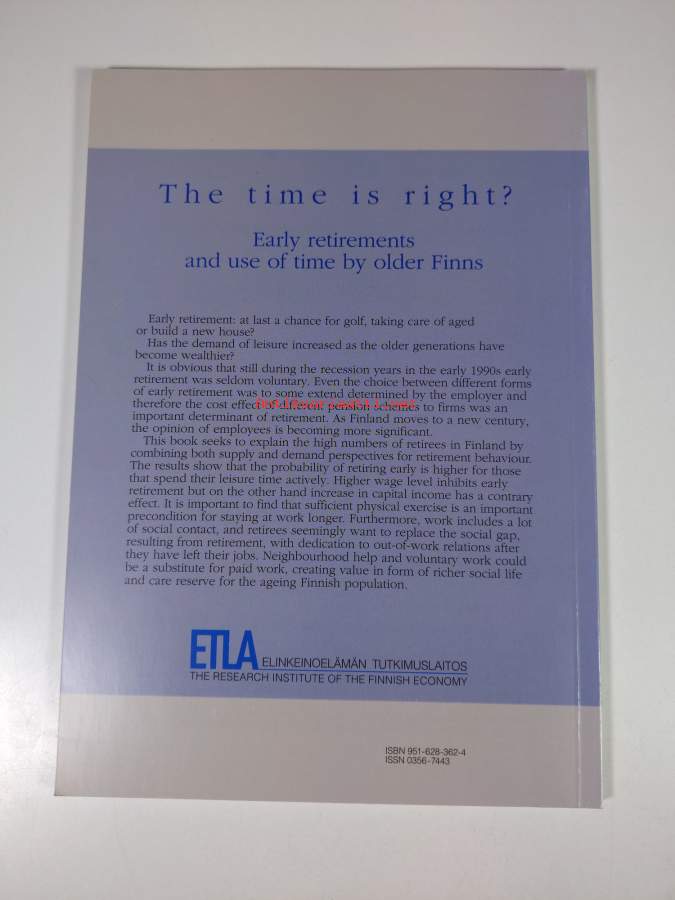 The time is right?
Early retirements
and use of time by older Finns
Early retirement: at last a chance for golf, taking care of aged
or build a new house?
Has the demand of leisure increased as the older generations have
become wealthier?
It is obvious that still during the recession years in the early 1990s early
retirement was seldom voluntary. Even the choice between different forms
of early retirement was to some extend determined by the employer and
therefore the cost effect of different pension schemes to firms was an
important determinant of retirement. As Finland moves to a new century,
the opinion of employees is becoming more significant.
This book seeks to explain the high numbers of retirees in Finland by
combining both supply and demand perspectives for retirement behaviour.
The results show that the probability of retiring early is higher for those
that spend their leisure time actively. Higher wage level inhibits early
retirement but on the other hand increase in capital income has a contrary
effect. It is important to find that sufficient physical exercise is an important
precondition for staying at work longer. Furthermore, work includes a lot
of social contact, and retirees seemingly want to replace the social gap,
resulting from retirement, with dedication to out-of-work relations after
they have left their jobs. Neighbourhood help and voluntary work could
be a substitute for paid work, creating value in form of richer social life
and care reserve for the ageing Finnish population.
ETLA ELINKEINOELÄMÄN TUTKIMUSLAITOS
THE RESEARCH INSTITUTE OF THE FINNISH ECONOMY
ISBN 951-628-362-4
ISSN 0356-7443